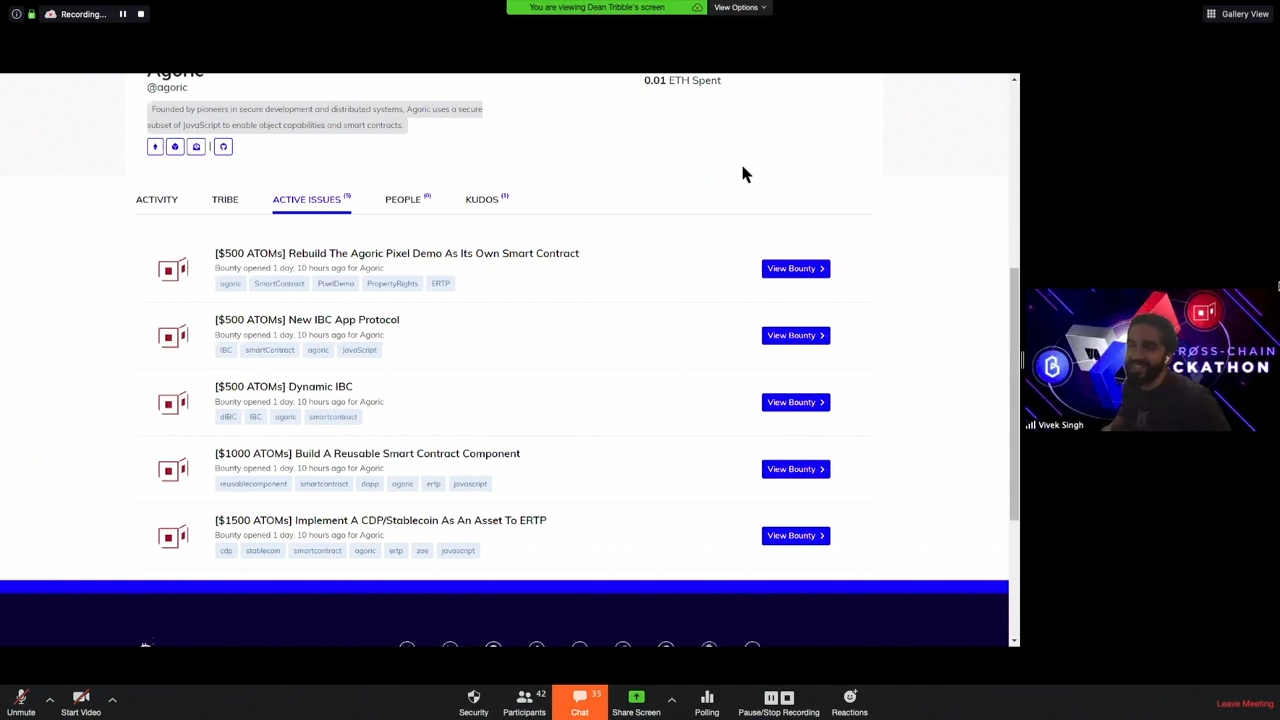 Recording...
You are viewing Dean Tribble's screen
View Options
Gallery View
Agoric
@agoric
0.01 ETH Spent
Founded by pioneers in secure development and distributed systems, Agoric uses a secure
subset of JavaScript to enable object capabilities and smart contracts.
ACTIVITY TRIBE ACTIVE ISSUES (5) PEOPLE (0) KUDOS (1)
[$500 ATOMs] Rebuild The Agoric Pixel Demo As Its Own Smart Contract
Bounty opened 1 day, 10 hours ago for Agoric
View Bounty
agoric SmartContract PixelDemo PropertyRights ERTP
[$500 ATOMs] New IBC App Protocol
Bounty opened 1 day, 10 hours ago for Agoric
View Bounty
IBC smartContract agoric JavaScript
[$500 ATOMs] Dynamic IBC
Bounty opened 1 day, 10 hours ago for Agoric
View Bounty
dIBC IBC agoric smartcontract
[$1000 ATOMs] Build A Reusable Smart Contract Component
Bounty opened 1 day, 10 hours ago for Agoric
View Bounty
reusablecomponent smartcontract dapp agoric ertp javascript
[$1500 ATOMs] Implement A CDP/Stablecoin As An Asset To ERTP
Bounty opened 1 day, 10 hours ago for Agoric
View Bounty
cdp stablecoin smartcontract agoric ertp zoe javascript
ROSS-CHAIN
CKATHON
Vivek Singh
Unmute
Start Video
Security
Participants 42
Chat 35
Share Screen
Polling
Pause/Stop Recording
Reactions
Leave Meeting